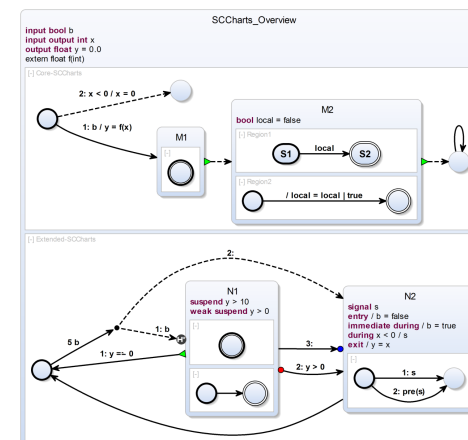 SCCharts_Overview
input bool b
input output int x
output float y = 0.0
extern float f(int)
[-] Core-SCCharts
2: x < 0 / x = 0
1: b / y = f(x)
M1
[-]
M2
bool local = false
[-] Region1
S1
local
S2
[-] Region2
/ local = local | true
[-] Extended-SCCharts
2:
5 b
1: b
H
1: y =- 0
N1
suspend y > 10
weak suspend y > 0
[-]
[-]
3:
2: y > 0
N2
signal s
entry / b = false
immediate during / b = true
during x < 0 / s
exit / y = x
[-]
1: s
2: pre(s)